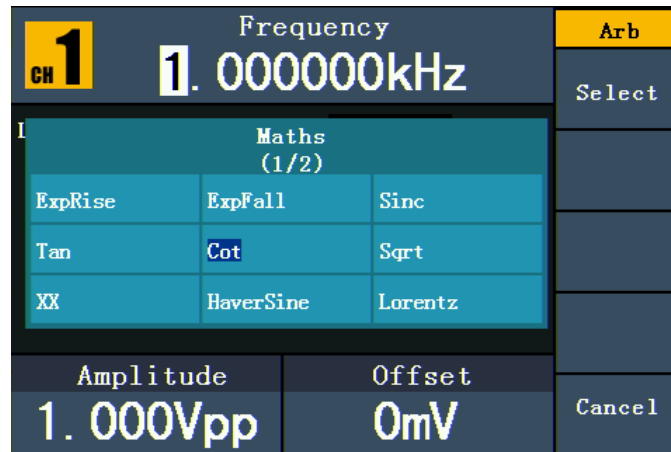 CH 1
Frequency
1.000000kHz
Arb
Select
Maths
(1/2)
ExpRise ExpFall Sinc
Tan Cot Sqrt
XX HaverSine Lorentz
Amplitude
1.000Vpp
Offset
0mV
Cancel